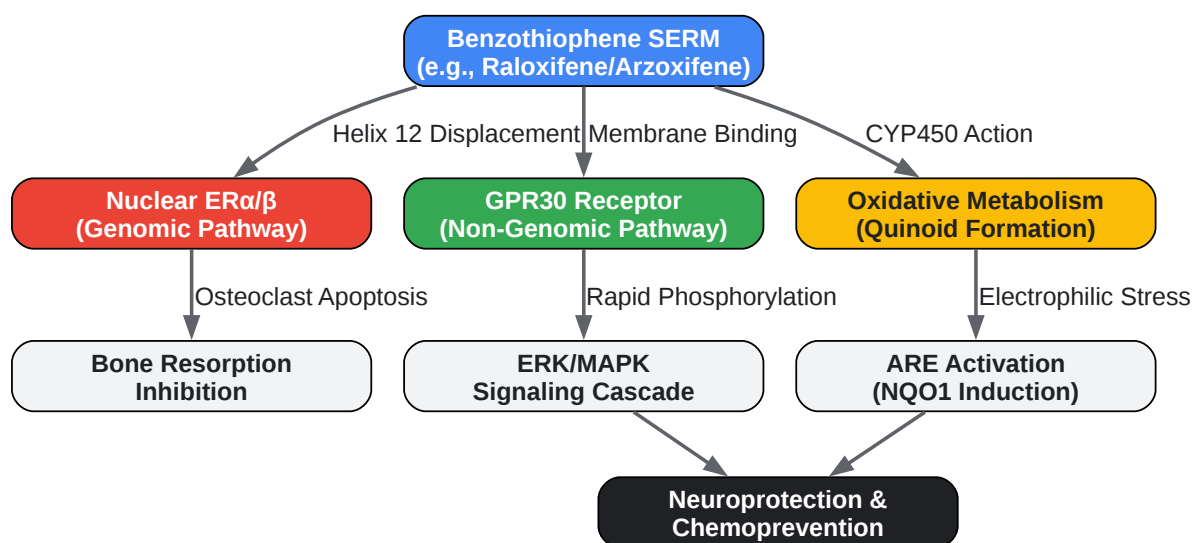 Benzothiophene SERM
(e.g., Raloxifene/Arzoxifene)
Helix 12 Displacement
Membrane Binding
CYP450 Action
Nuclear ERα/β
(Genomic Pathway)
GPR30 Receptor
(Non-Genomic Pathway)
Oxidative Metabolism
(Quinoid Formation)
Osteoclast Apoptosis
Rapid Phosphorylation
Electrophilic Stress
Bone Resorption
Inhibition
ERK/MAPK
Signaling Cascade
ARE Activation
(NQO1 Induction)
Neuroprotection &
Chemoprevention